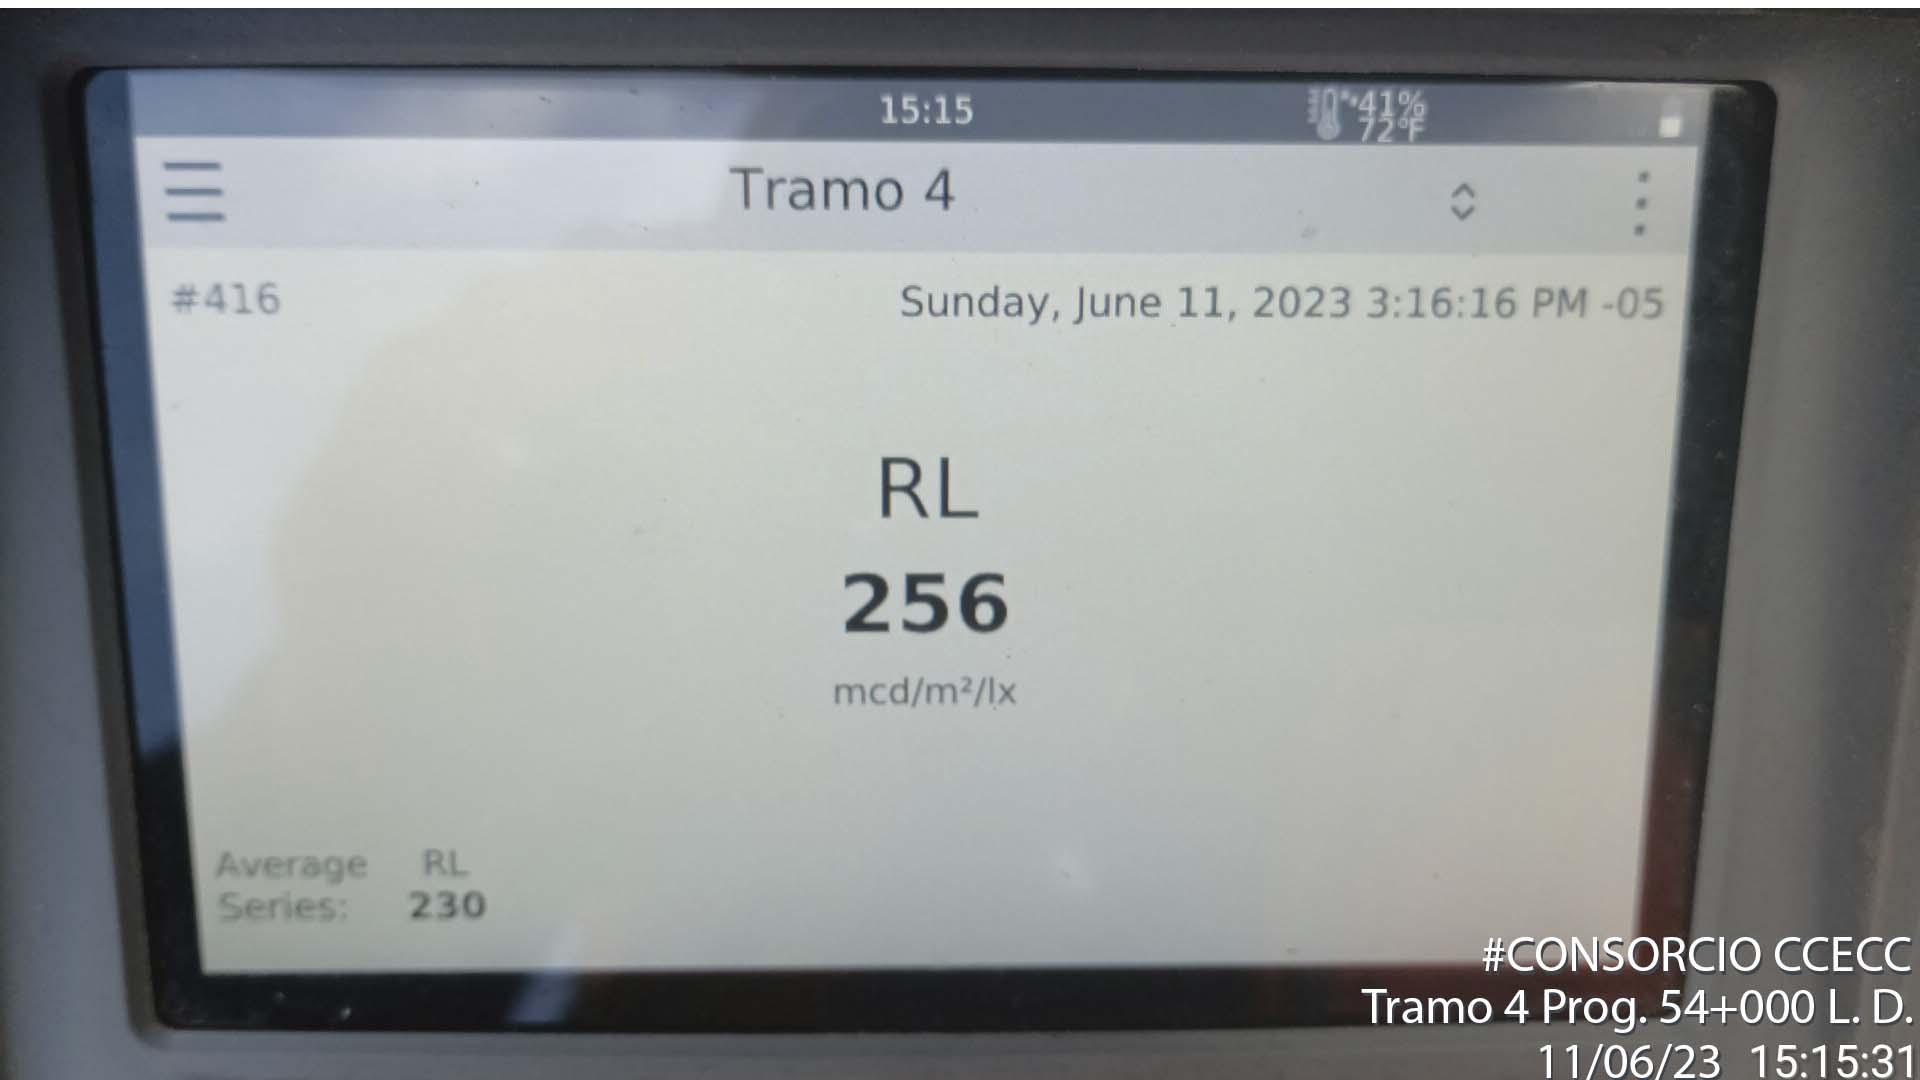 15:15
41%
72°F
Tramo 4
#416
Sunday, June 11, 2023 3:16:16 PM -05
RL
256
mcd/m²/lx
Average RL
Series: 230
#CONSORCIO CCECC
Tramo 4 Prog. 54+000 L. D.
11/06/23 15:15:31